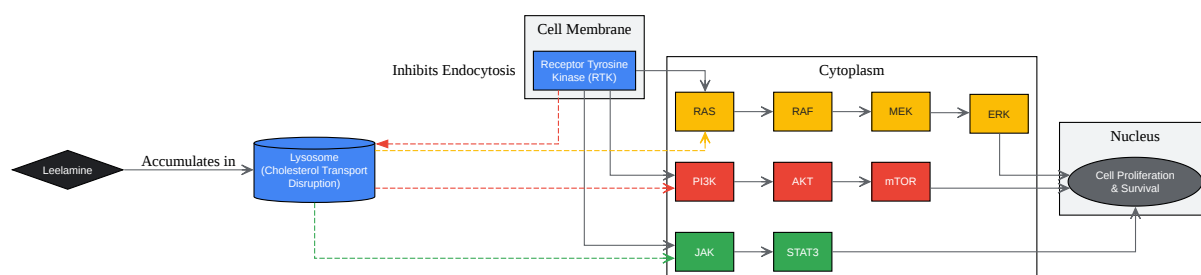 Cell Membrane
Receptor Tyrosine
Kinase (RTK)
Inhibits Endocytosis
Cytoplasm
RAS
RAF
MEK
ERK
Nucleus
Leelamine
Accumulates in
Lysosome
(Cholesterol Transport
Disruption)
PI3K
AKT
mTOR
Cell Proliferation
& Survival
JAK
STAT3